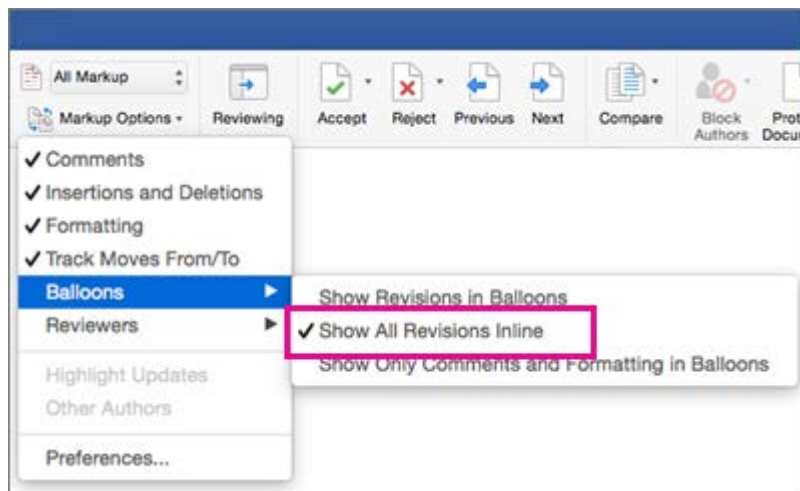 All Markup
Markup Options
Reviewing
Accept
Reject
Previous
Next
Compare
Block
Authors
Comments
Insertions and Deletions
Formatting
Track Moves From/To
Balloons
Reviewers
Highlight Updates
Other Authors
Preferences...
Show Revisions in Balloons
Show All Revisions Inline
Show Only Comments and Formatting in Balloons